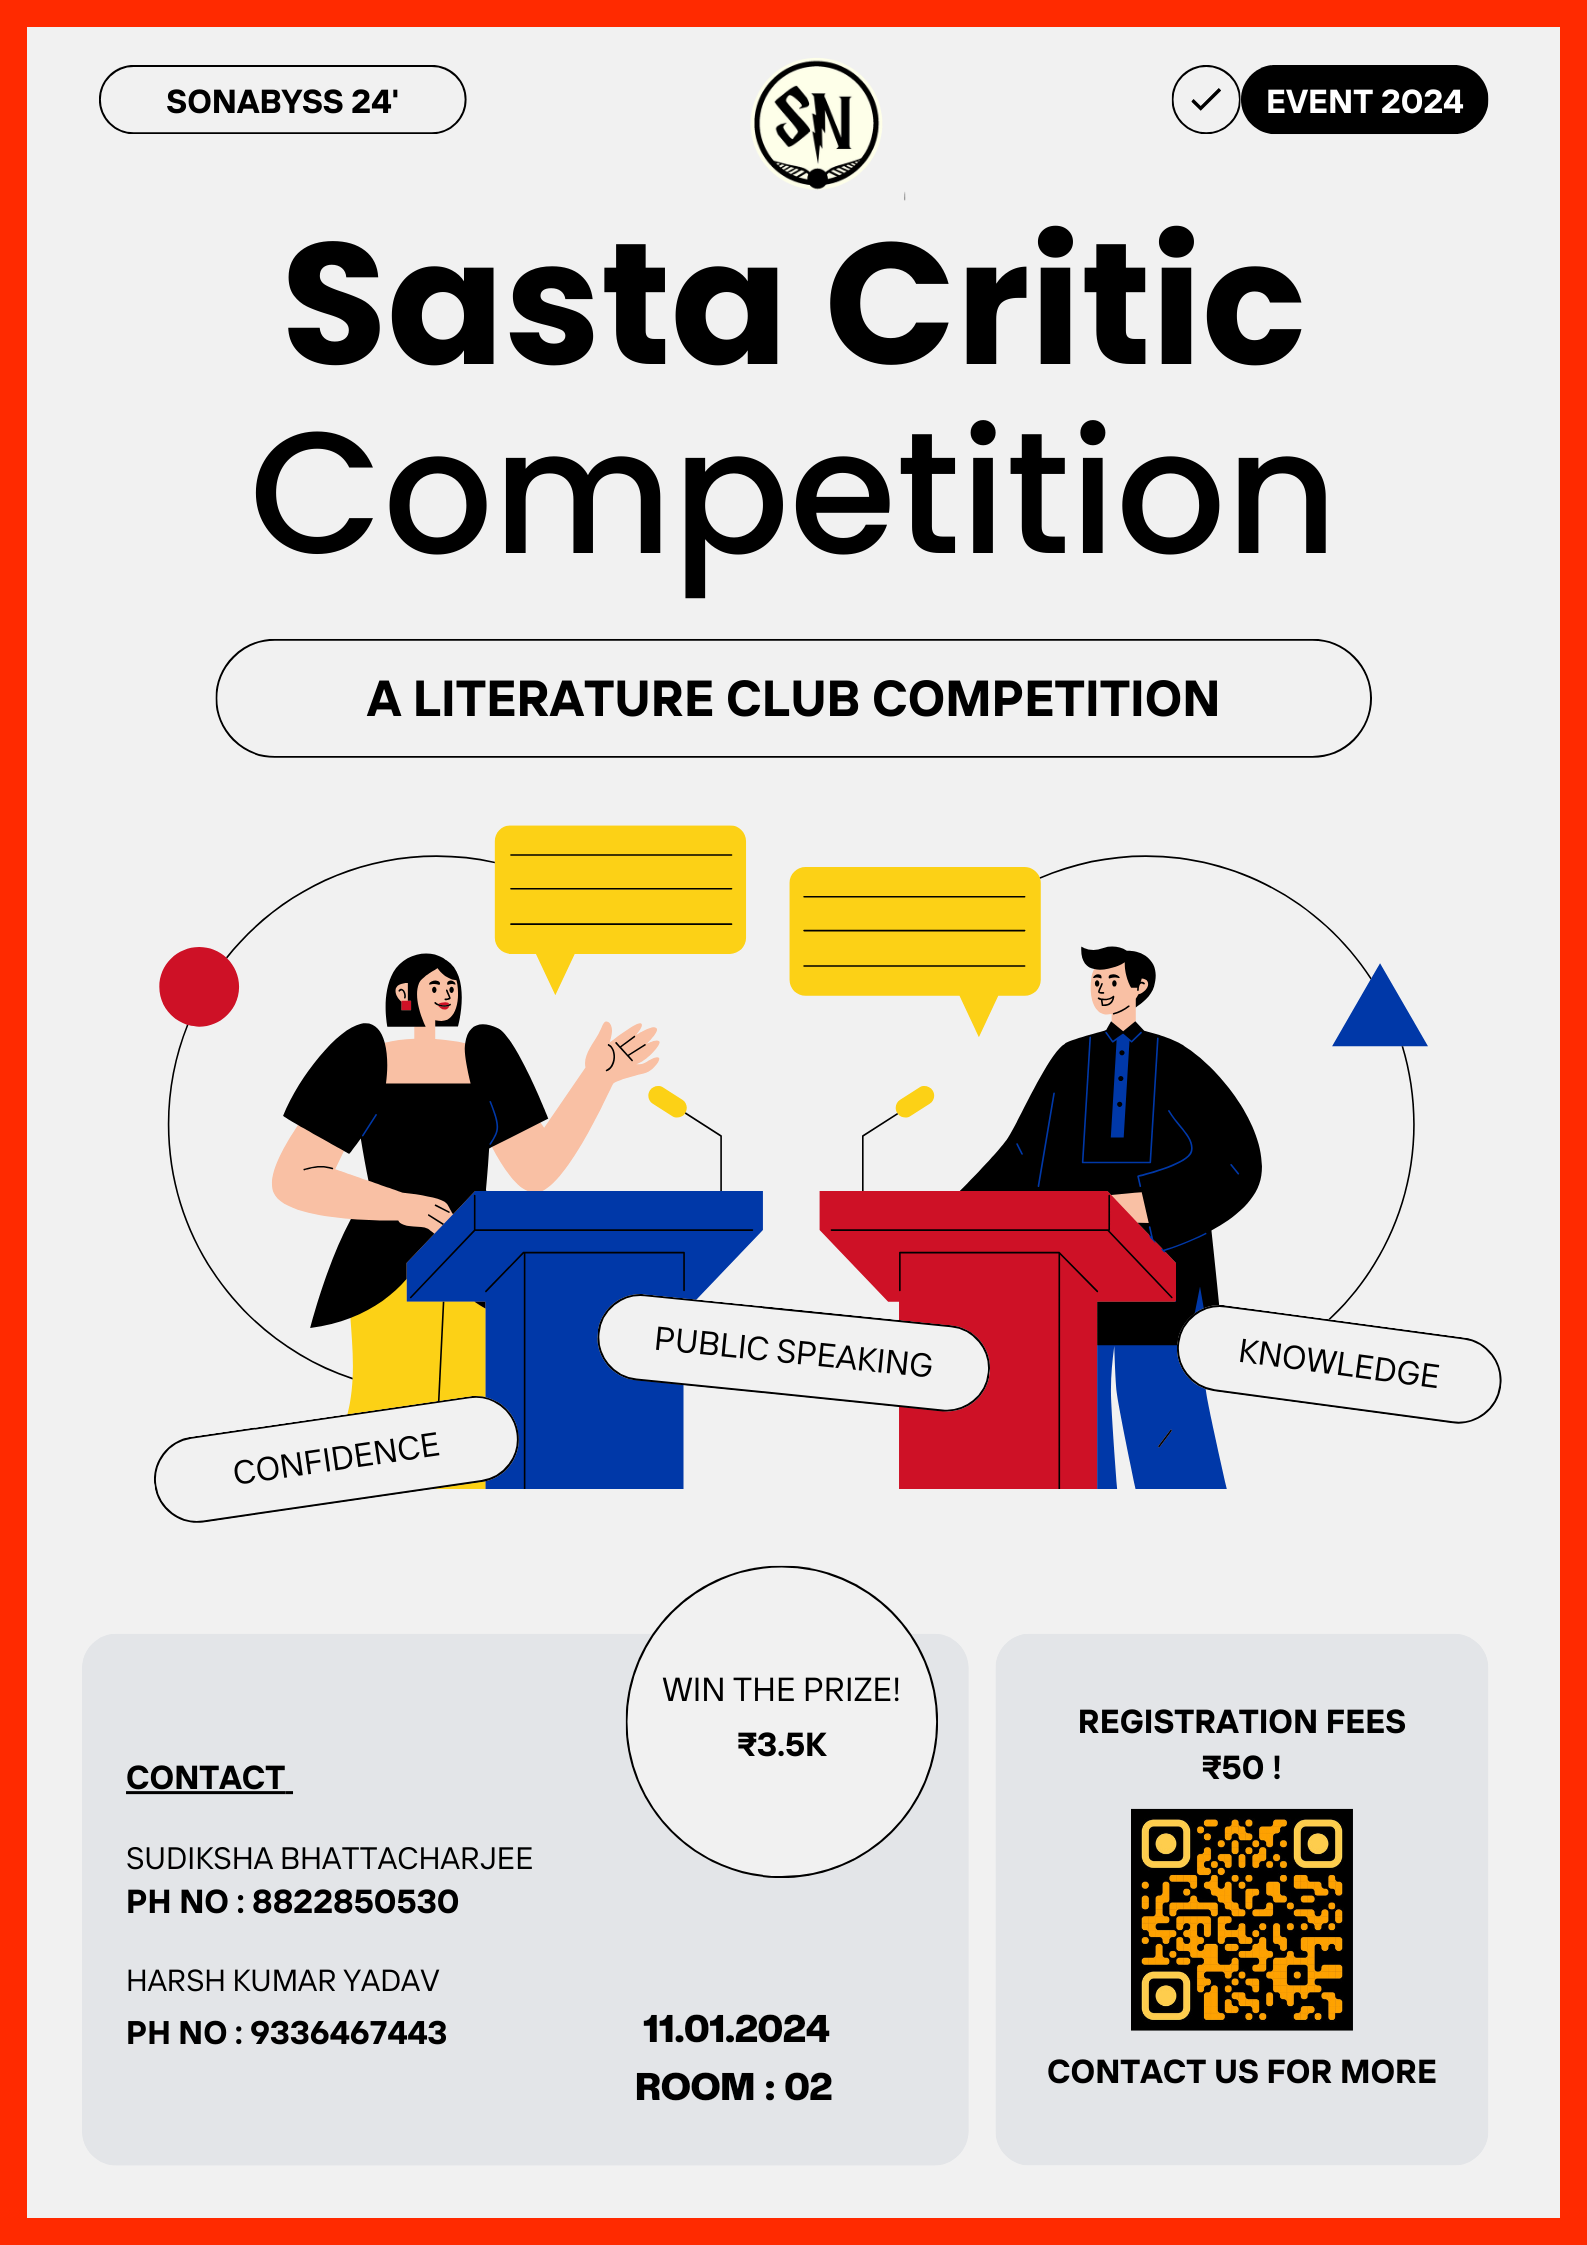 SONABYSS 24'
SN
EVENT 2024
Sasta Critic
Competition
A LITERATURE CLUB COMPETITION
PUBLIC SPEAKING
KNOWLEDGE
CONFIDENCE
WIN THE PRIZE!
₹3.5K
CONTACT
SUDIKSHA BHATTACHARJEE
PH NO : 8822850530
HARSH KUMAR YADAV
PH NO : 9336467443
11.01.2024
ROOM : 02
REGISTRATION FEES
₹50 !
CONTACT US FOR MORE